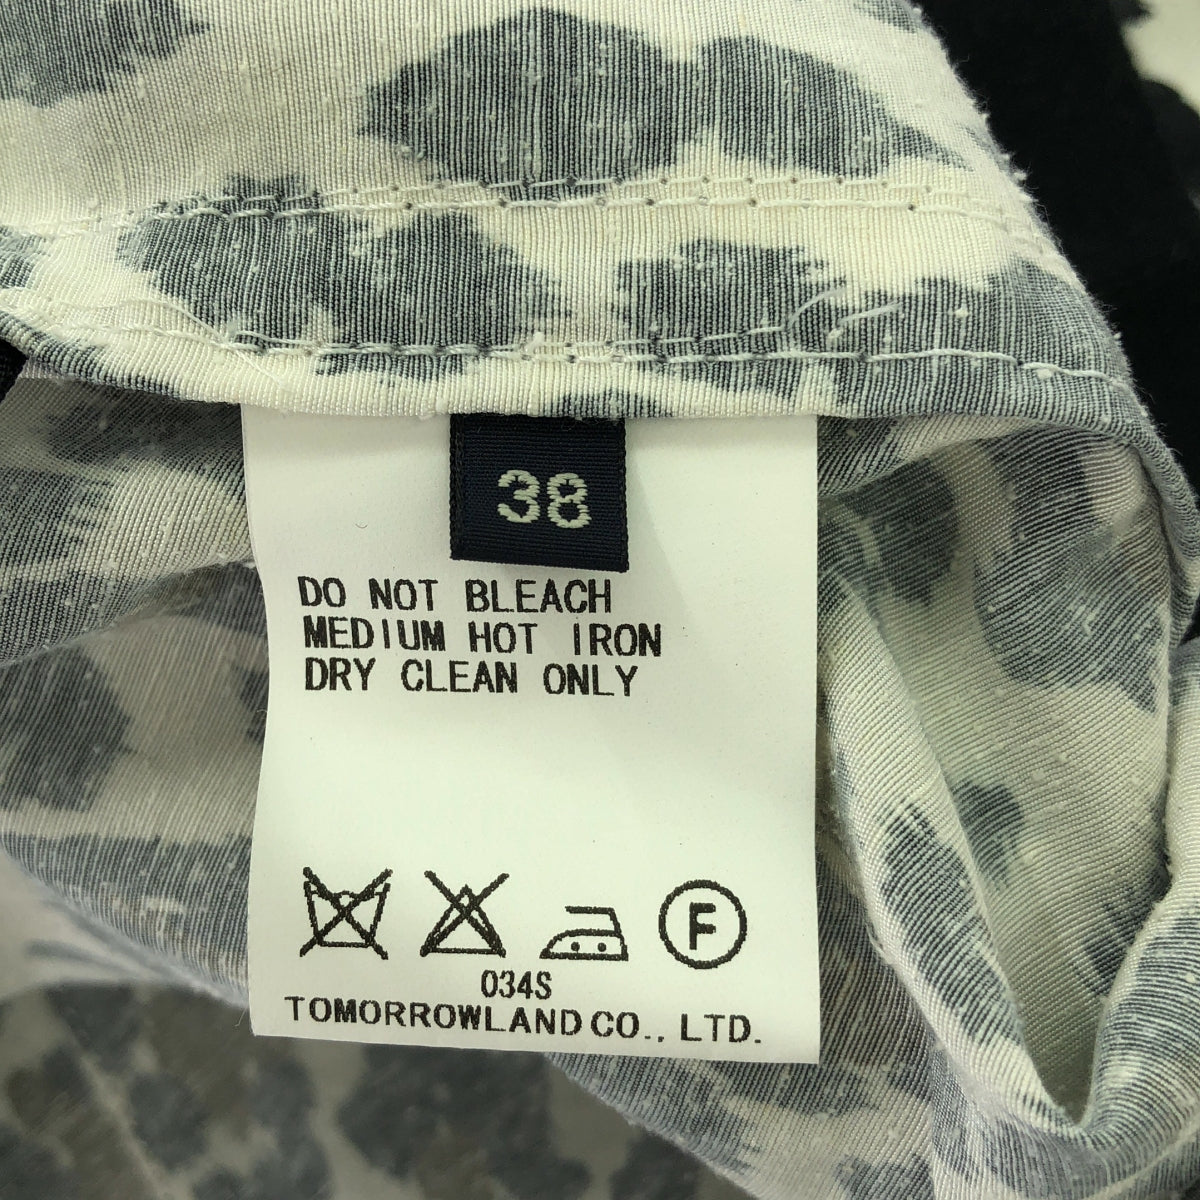 38
DO NOT BLEACH
MEDIUM HOT IRON
DRY CLEAN ONLY
F
034S
TOMORROWLAND CO., LTD.